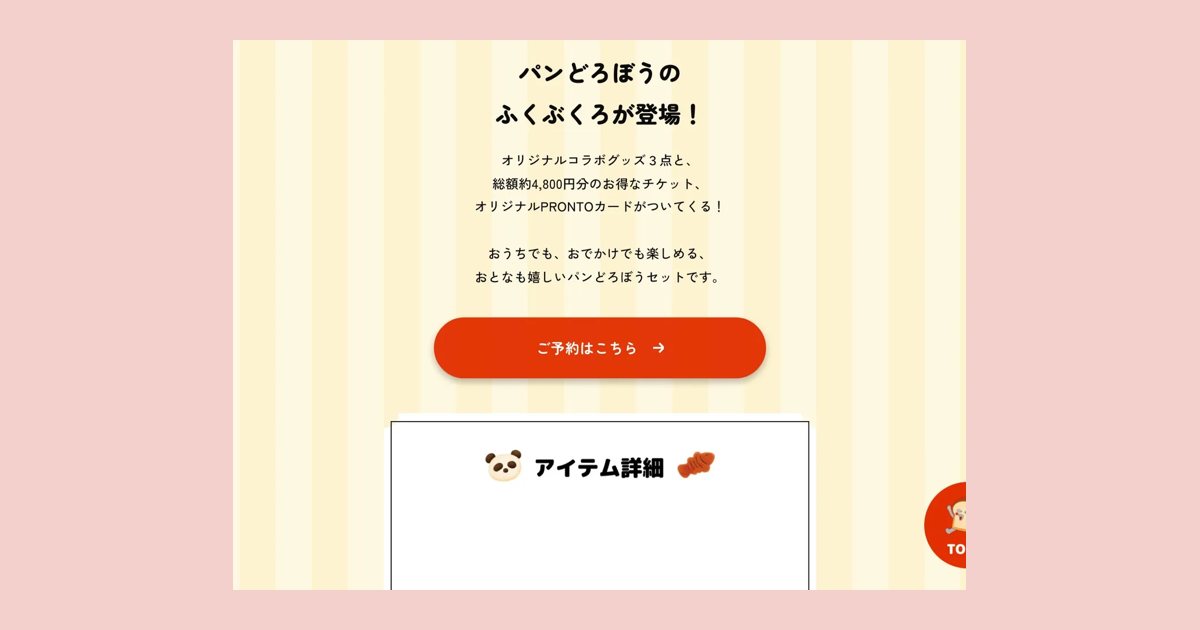 パンどろぼうの
ふくぶくろが登場！
オリジナルコラボグッズ３点と、
総額約4,800円分のお得なチケット、
オリジナルPRONTOカードがついてくる！
おうちでも、おでかけでも楽しめる、
おとなも嬉しいパンどろぼうセットです。
ご予約はこちら →
アイテム詳細
TO